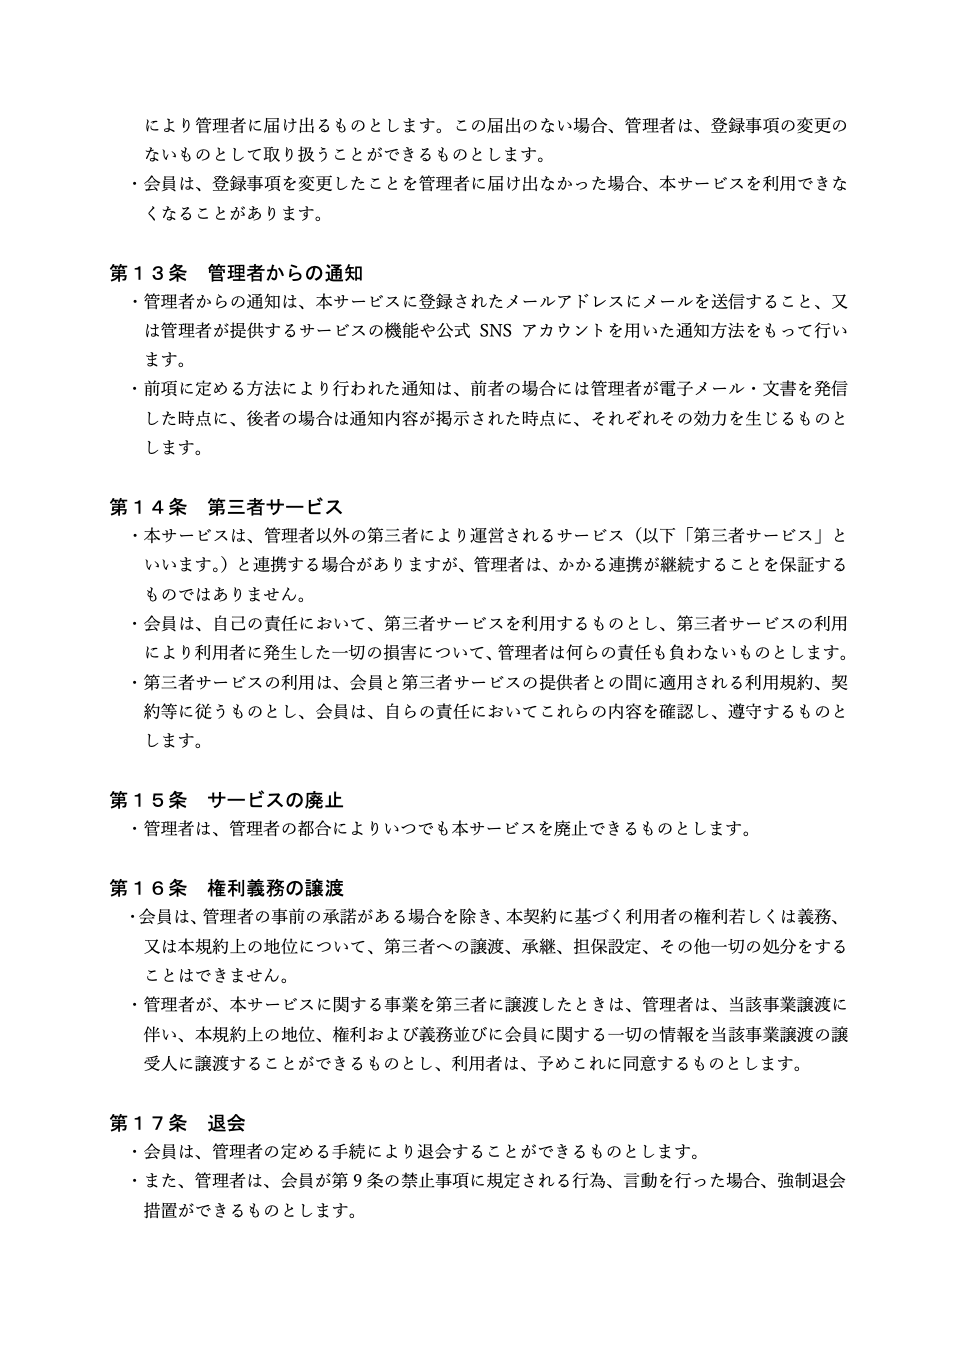 により管理者に届け出るものとします。この届出のない場合、管理者は、登録事項の変更の
ないものとして取り扱うことができるものとします。
・会員は、登録事項を変更したことを管理者に届け出なかった場合、本サービスを利用できな
くなることがあります。
第１３条　管理者からの通知
・管理者からの通知は、本サービスに登録されたメールアドレスにメールを送信すること、又
は管理者が提供するサービスの機能や公式 SNS アカウントを用いた通知方法をもって行い
ます。
・前項に定める方法により行われた通知は、前者の場合には管理者が電子メール・文書を発信
した時点に、後者の場合は通知内容が掲示された時点に、それぞれその効力を生じるものと
します。
第１４条　第三者サービス
・本サービスは、管理者以外の第三者により運営されるサービス（以下「第三者サービス」と
いいます。）と連携する場合がありますが、管理者は、かかる連携が継続することを保証する
ものではありません。
・会員は、自己の責任において、第三者サービスを利用するものとし、第三者サービスの利用
により利用者に発生した一切の損害について、管理者は何らの責任も負わないものとします。
・第三者サービスの利用は、会員と第三者サービスの提供者との間に適用される利用規約、契
約等に従うものとし、会員は、自らの責任においてこれらの内容を確認し、遵守するものと
します。
第１５条　サービスの廃止
・管理者は、管理者の都合によりいつでも本サービスを廃止できるものとします。
第１６条　権利義務の譲渡
・会員は、管理者の事前の承諾がある場合を除き、本契約に基づく利用者の権利若しくは義務、
又は本規約上の地位について、第三者への譲渡、承継、担保設定、その他一切の処分をする
ことはできません。
・管理者が、本サービスに関する事業を第三者に譲渡したときは、管理者は、当該事業譲渡に
伴い、本規約上の地位、権利および義務並びに会員に関する一切の情報を当該事業譲渡の譲
受人に譲渡することができるものとし、利用者は、予めこれに同意するものとします。
第１７条　退会
・会員は、管理者の定める手続により退会することができるものとします。
・また、管理者は、会員が第 9 条の禁止事項に規定される行為、言動を行った場合、強制退会
措置ができるものとします。